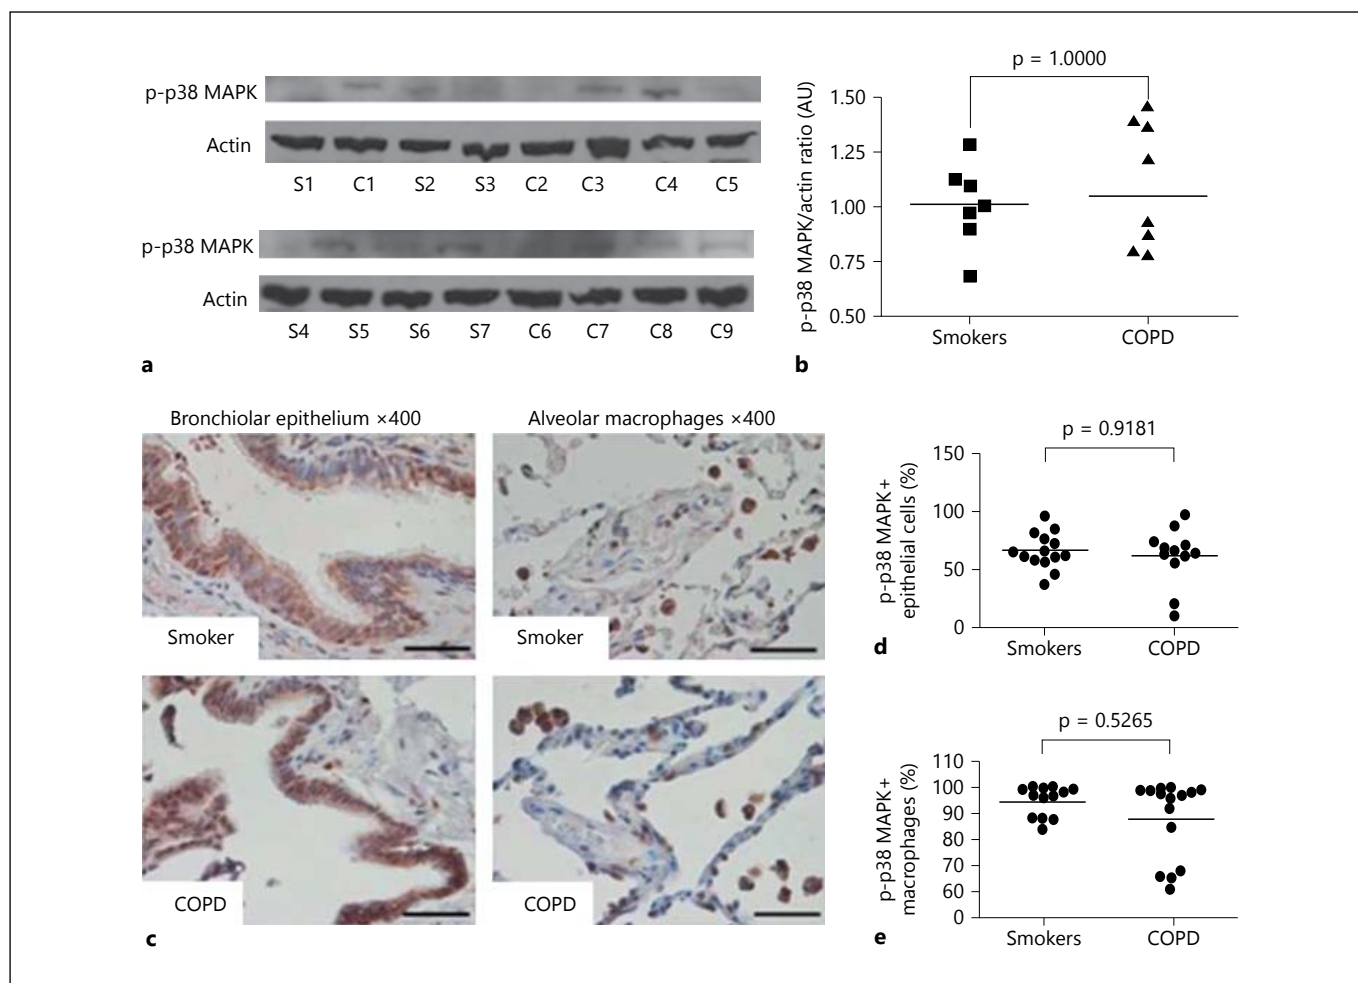 p-p38 MAPK
Actin
S1 C1 S2 S3 C2 C3 C4 C5
p-p38 MAPK
Actin
S4 S5 S6 S7 C6 C7 C8 C9
a
p = 1.0000
p-p38 MAPK/actin ratio (AU)
1.50
1.25
1.00
0.75
0.50
Smokers COPD
b
Bronchiolar epithelium ×400 Alveolar macrophages ×400
Smoker Smoker
COPD COPD
c
p = 0.9181
p-p38 MAPK+
epithelial cells (%)
150
100
50
0
Smokers COPD
d
p = 0.5265
p-p38 MAPK+
macrophages (%)
110
100
90
80
70
60
0
Smokers COPD
e